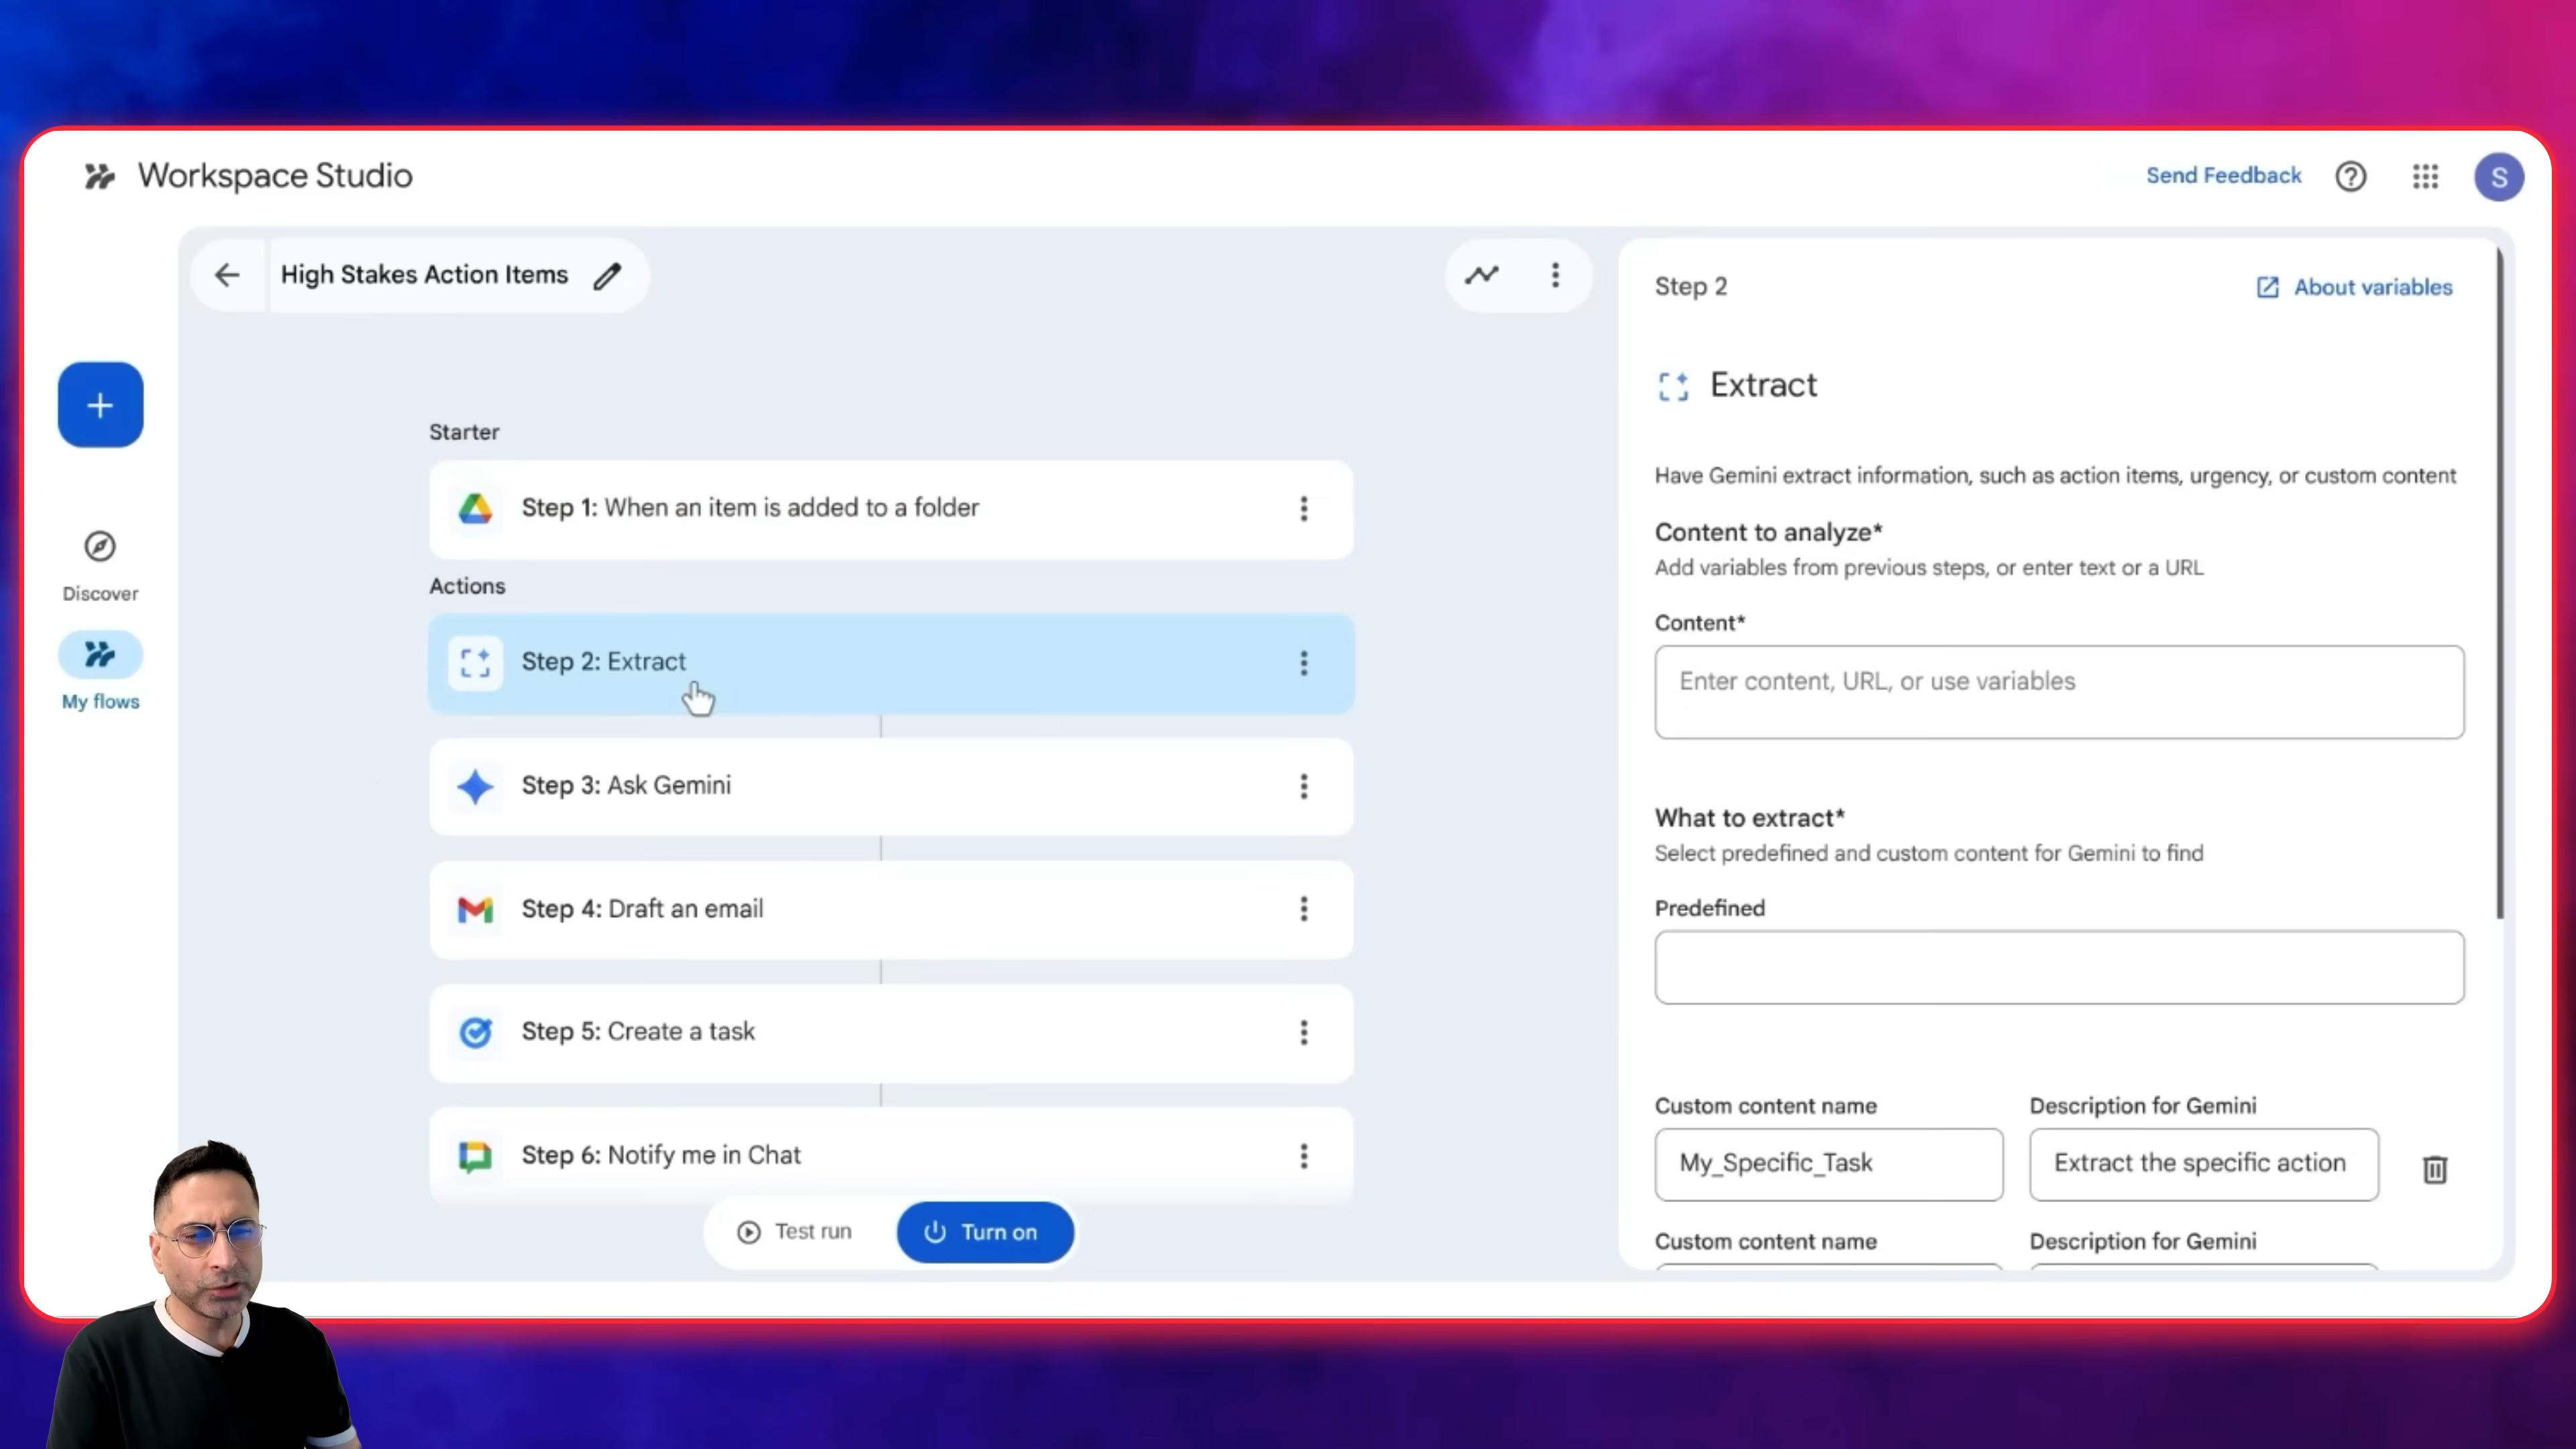 Workspace Studio
Send Feedback
S
High Stakes Action Items
Discover
My flows
Starter
Step 1: When an item is added to a folder
Actions
Step 2: Extract
Step 3: Ask Gemini
Step 4: Draft an email
Step 5: Create a task
Step 6: Notify me in Chat
Test run
Turn on
Step 2
About variables
Extract
Have Gemini extract information, such as action items, urgency, or custom content
Content to analyze*
Add variables from previous steps, or enter text or a URL
Content*
Enter content, URL, or use variables
What to extract*
Select predefined and custom content for Gemini to find
Predefined
Custom content name Description for Gemini
My_Specific_Task Extract the specific action
Custom content name Description for Gemini